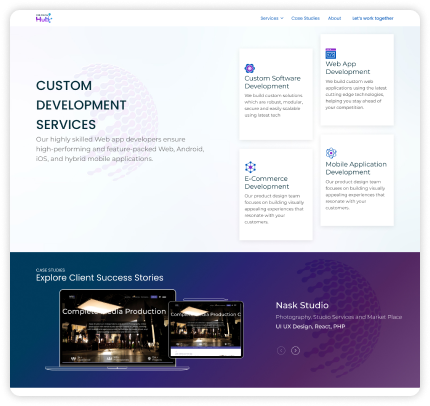 Services
Case Studies
About
Let's work together
CUSTOM
DEVELOPMENT
SERVICES
Our highly skilled Web app developers ensure
high-performing and feature-packed Web, Android,
iOS, and hybrid mobile applications.
Custom Software
Development
We build custom solutions
which are robust, modular,
secure and easily scalable
using latest tech.
Web App
Development
We build custom web
applications using the latest
cutting edge technologies,
helping you stay ahead of
your competition.
E-Commerce
Development
Our product design team
focuses on building visually
appealing experiences that
resonate with your
customers.
Mobile Application
Development
Our product design team
focuses on building visually
appealing experiences that
resonate with your
customers.
CASE STUDIES
Explore Client Success Stories
Complete Media Production
Complete Media Production C
Nask Studio
Photography, Studio Services and Market Place
UI UX Design, React, PHP